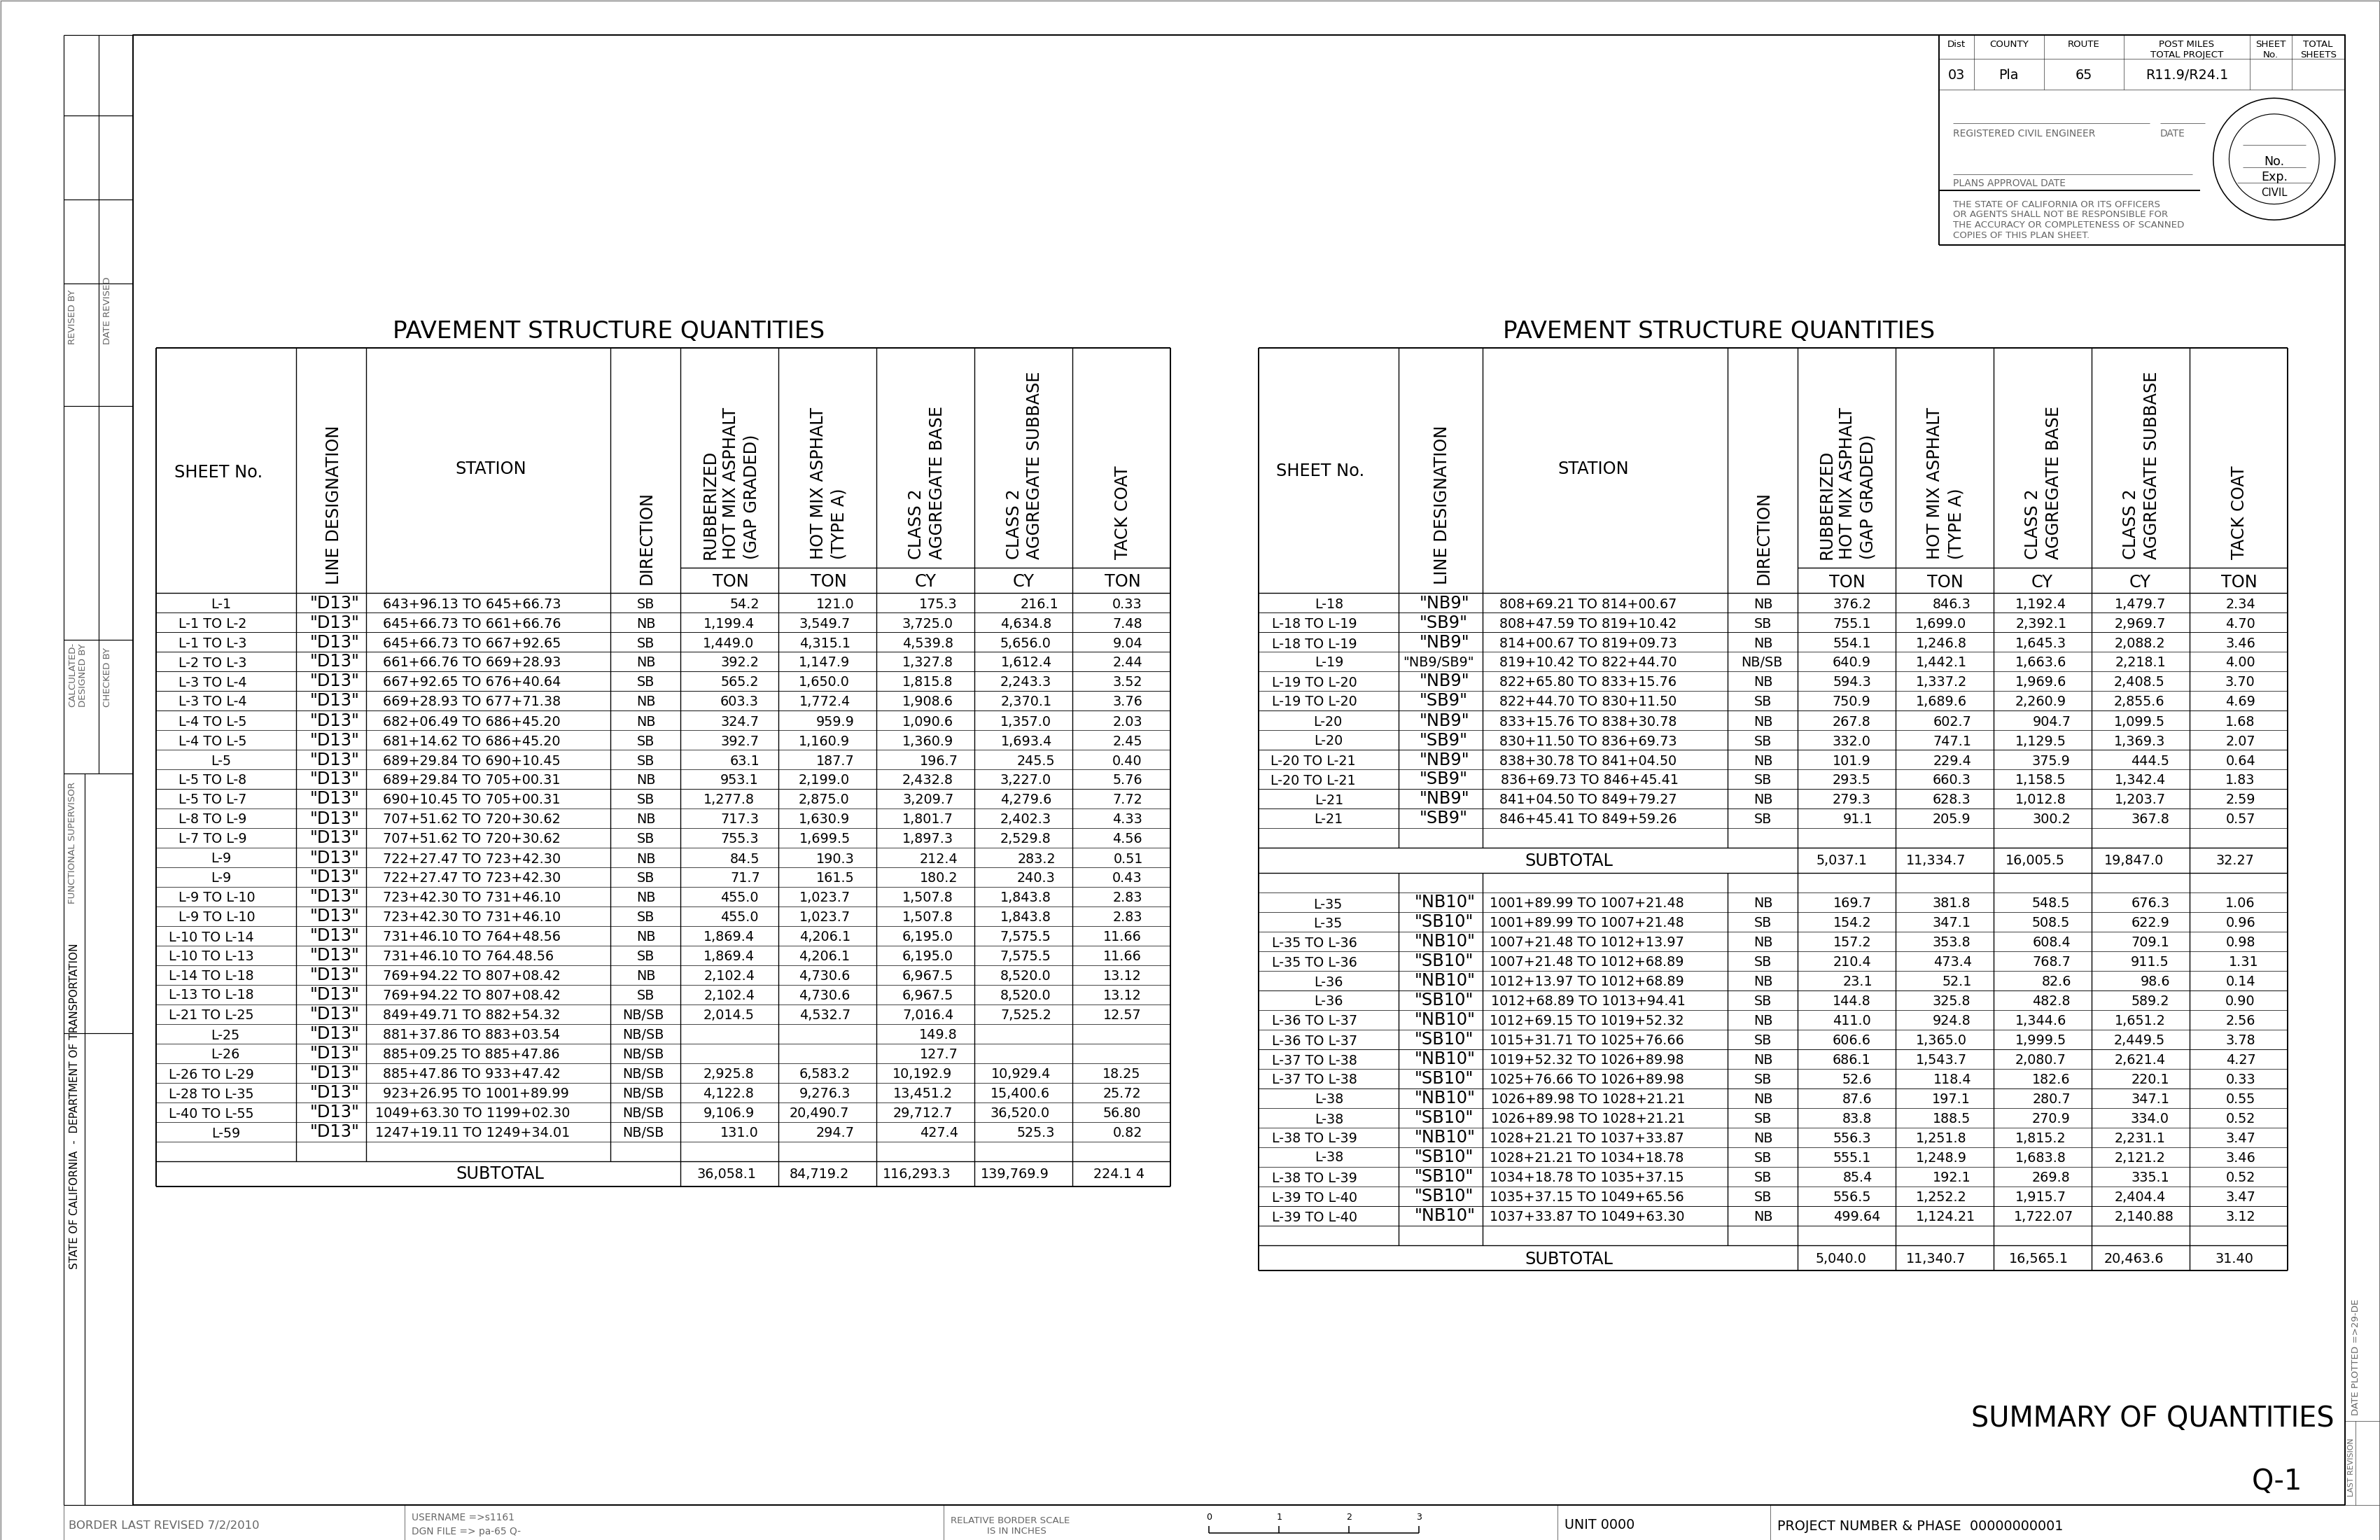 Dist COUNTY ROUTE POST MILES TOTAL PROJECT SHEET No. TOTAL SHEETS
03 Pla 65 R11.9/R24.1
REGISTERED CIVIL ENGINEER DATE
PLANS APPROVAL DATE
No.
Exp.
CIVIL
THE STATE OF CALIFORNIA OR ITS OFFICERS
OR AGENTS SHALL NOT BE RESPONSIBLE FOR
THE ACCURACY OR COMPLETENESS OF SCANNED
COPIES OF THIS PLAN SHEET.
REVISED BY
DATE REVISED
CALCULATED-
DESIGNED BY
CHECKED BY
FUNCTIONAL SUPERVISOR
STATE OF CALIFORNIA - DEPARTMENT OF TRANSPORTATION
PAVEMENT STRUCTURE QUANTITIES
SHEET No. LINE DESIGNATION STATION DIRECTION RUBBERIZED HOT MIX ASPHALT (GAP GRADED) HOT MIX ASPHALT (TYPE A) CLASS 2 AGGREGATE BASE CLASS 2 AGGREGATE SUBBASE TACK COAT
TON TON CY CY TON
L-1 "D13" 643+96.13 TO 645+66.73 SB 54.2 121.0 175.3 216.1 0.33
L-1 TO L-2 "D13" 645+66.73 TO 661+66.76 NB 1,199.4 3,549.7 3,725.0 4,634.8 7.48
L-1 TO L-3 "D13" 645+66.73 TO 667+92.65 SB 1,449.0 4,315.1 4,539.8 5,656.0 9.04
L-2 TO L-3 "D13" 661+66.76 TO 669+28.93 NB 392.2 1,147.9 1,327.8 1,612.4 2.44
L-3 TO L-4 "D13" 667+92.65 TO 676+40.64 SB 565.2 1,650.0 1,815.8 2,243.3 3.52
L-3 TO L-4 "D13" 669+28.93 TO 677+71.38 NB 603.3 1,772.4 1,908.6 2,370.1 3.76
L-4 TO L-5 "D13" 682+06.49 TO 686+45.20 NB 324.7 959.9 1,090.6 1,357.0 2.03
L-4 TO L-5 "D13" 681+14.62 TO 686+45.20 SB 392.7 1,160.9 1,360.9 1,693.4 2.45
L-5 "D13" 689+29.84 TO 690+10.45 SB 63.1 187.7 196.7 245.5 0.40
L-5 TO L-8 "D13" 689+29.84 TO 705+00.31 NB 953.1 2,199.0 2,432.8 3,227.0 5.76
L-5 TO L-7 "D13" 690+10.45 TO 705+00.31 SB 1,277.8 2,875.0 3,209.7 4,279.6 7.72
L-8 TO L-9 "D13" 707+51.62 TO 720+30.62 NB 717.3 1,630.9 1,801.7 2,402.3 4.33
L-7 TO L-9 "D13" 707+51.62 TO 720+30.62 SB 755.3 1,699.5 1,897.3 2,529.8 4.56
L-9 "D13" 722+27.47 TO 723+42.30 NB 84.5 190.3 212.4 283.2 0.51
L-9 "D13" 722+27.47 TO 723+42.30 SB 71.7 161.5 180.2 240.3 0.43
L-9 TO L-10 "D13" 723+42.30 TO 731+46.10 NB 455.0 1,023.7 1,507.8 1,843.8 2.83
L-9 TO L-10 "D13" 723+42.30 TO 731+46.10 SB 455.0 1,023.7 1,507.8 1,843.8 2.83
L-10 TO L-14 "D13" 731+46.10 TO 764+48.56 NB 1,869.4 4,206.1 6,195.0 7,575.5 11.66
L-10 TO L-13 "D13" 731+46.10 TO 764.48.56 SB 1,869.4 4,206.1 6,195.0 7,575.5 11.66
L-14 TO L-18 "D13" 769+94.22 TO 807+08.42 NB 2,102.4 4,730.6 6,967.5 8,520.0 13.12
L-13 TO L-18 "D13" 769+94.22 TO 807+08.42 SB 2,102.4 4,730.6 6,967.5 8,520.0 13.12
L-21 TO L-25 "D13" 849+49.71 TO 882+54.32 NB/SB 2,014.5 4,532.7 7,016.4 7,525.2 12.57
L-25 "D13" 881+37.86 TO 883+03.54 NB/SB 149.8
L-26 "D13" 885+09.25 TO 885+47.86 NB/SB 127.7
L-26 TO L-29 "D13" 885+47.86 TO 933+47.42 NB/SB 2,925.8 6,583.2 10,192.9 10,929.4 18.25
L-28 TO L-35 "D13" 923+26.95 TO 1001+89.99 NB/SB 4,122.8 9,276.3 13,451.2 15,400.6 25.72
L-40 TO L-55 "D13" 1049+63.30 TO 1199+02.30 NB/SB 9,106.9 20,490.7 29,712.7 36,520.0 56.80
L-59 "D13" 1247+19.11 TO 1249+34.01 NB/SB 131.0 294.7 427.4 525.3 0.82
SUBTOTAL 36,058.1 84,719.2 116,293.3 139,769.9 224.1 4
PAVEMENT STRUCTURE QUANTITIES
SHEET No. LINE DESIGNATION STATION DIRECTION RUBBERIZED HOT MIX ASPHALT (GAP GRADED) HOT MIX ASPHALT (TYPE A) CLASS 2 AGGREGATE BASE CLASS 2 AGGREGATE SUBBASE TACK COAT
TON TON CY CY TON
L-18 "NB9" 808+69.21 TO 814+00.67 NB 376.2 846.3 1,192.4 1,479.7 2.34
L-18 TO L-19 "SB9" 808+47.59 TO 819+10.42 SB 755.1 1,699.0 2,392.1 2,969.7 4.70
L-18 TO L-19 "NB9" 814+00.67 TO 819+09.73 NB 554.1 1,246.8 1,645.3 2,088.2 3.46
L-19 "NB9/SB9" 819+10.42 TO 822+44.70 NB/SB 640.9 1,442.1 1,663.6 2,218.1 4.00
L-19 TO L-20 "NB9" 822+65.80 TO 833+15.76 NB 594.3 1,337.2 1,969.6 2,408.5 3.70
L-19 TO L-20 "SB9" 822+44.70 TO 830+11.50 SB 750.9 1,689.6 2,260.9 2,855.6 4.69
L-20 "NB9" 833+15.76 TO 838+30.78 NB 267.8 602.7 904.7 1,099.5 1.68
L-20 "SB9" 830+11.50 TO 836+69.73 SB 332.0 747.1 1,129.5 1,369.3 2.07
L-20 TO L-21 "NB9" 838+30.78 TO 841+04.50 NB 101.9 229.4 375.9 444.5 0.64
L-20 TO L-21 "SB9" 836+69.73 TO 846+45.41 SB 293.5 660.3 1,158.5 1,342.4 1.83
L-21 "NB9" 841+04.50 TO 849+79.27 NB 279.3 628.3 1,012.8 1,203.7 2.59
L-21 "SB9" 846+45.41 TO 849+59.26 SB 91.1 205.9 300.2 367.8 0.57
SUBTOTAL 5,037.1 11,334.7 16,005.5 19,847.0 32.27
L-35 "NB10" 1001+89.99 TO 1007+21.48 NB 169.7 381.8 548.5 676.3 1.06
L-35 "SB10" 1001+89.99 TO 1007+21.48 SB 154.2 347.1 508.5 622.9 0.96
L-35 TO L-36 "NB10" 1007+21.48 TO 1012+13.97 NB 157.2 353.8 608.4 709.1 0.98
L-35 TO L-36 "SB10" 1007+21.48 TO 1012+68.89 SB 210.4 473.4 768.7 911.5 1.31
L-36 "NB10" 1012+13.97 TO 1012+68.89 NB 23.1 52.1 82.6 98.6 0.14
L-36 "SB10" 1012+68.89 TO 1013+94.41 SB 144.8 325.8 482.8 589.2 0.90
L-36 TO L-37 "NB10" 1012+69.15 TO 1019+52.32 NB 411.0 924.8 1,344.6 1,651.2 2.56
L-36 TO L-37 "SB10" 1015+31.71 TO 1025+76.66 SB 606.6 1,365.0 1,999.5 2,449.5 3.78
L-37 TO L-38 "NB10" 1019+52.32 TO 1026+89.98 NB 686.1 1,543.7 2,080.7 2,621.4 4.27
L-37 TO L-38 "SB10" 1025+76.66 TO 1026+89.98 SB 52.6 118.4 182.6 220.1 0.33
L-38 "NB10" 1026+89.98 TO 1028+21.21 NB 87.6 197.1 280.7 347.1 0.55
L-38 "SB10" 1026+89.98 TO 1028+21.21 SB 83.8 188.5 270.9 334.0 0.52
L-38 TO L-39 "NB10" 1028+21.21 TO 1037+33.87 NB 556.3 1,251.8 1,815.2 2,231.1 3.47
L-38 "SB10" 1028+21.21 TO 1034+18.78 SB 555.1 1,248.9 1,683.8 2,121.2 3.46
L-38 TO L-39 "SB10" 1034+18.78 TO 1035+37.15 SB 85.4 192.1 269.8 335.1 0.52
L-39 TO L-40 "SB10" 1035+37.15 TO 1049+65.56 SB 556.5 1,252.2 1,915.7 2,404.4 3.47
L-39 TO L-40 "NB10" 1037+33.87 TO 1049+63.30 NB 499.64 1,124.21 1,722.07 2,140.88 3.12
SUBTOTAL 5,040.0 11,340.7 16,565.1 20,463.6 31.40
SUMMARY OF QUANTITIES
Q-1
DATE PLOTTED =>29-DE
LAST REVISION
BORDER LAST REVISED 7/2/2010
USERNAME =>s1161
DGN FILE => pa-65 Q-
RELATIVE BORDER SCALE
IS IN INCHES
0 1 2 3
UNIT 0000
PROJECT NUMBER & PHASE 00000000001